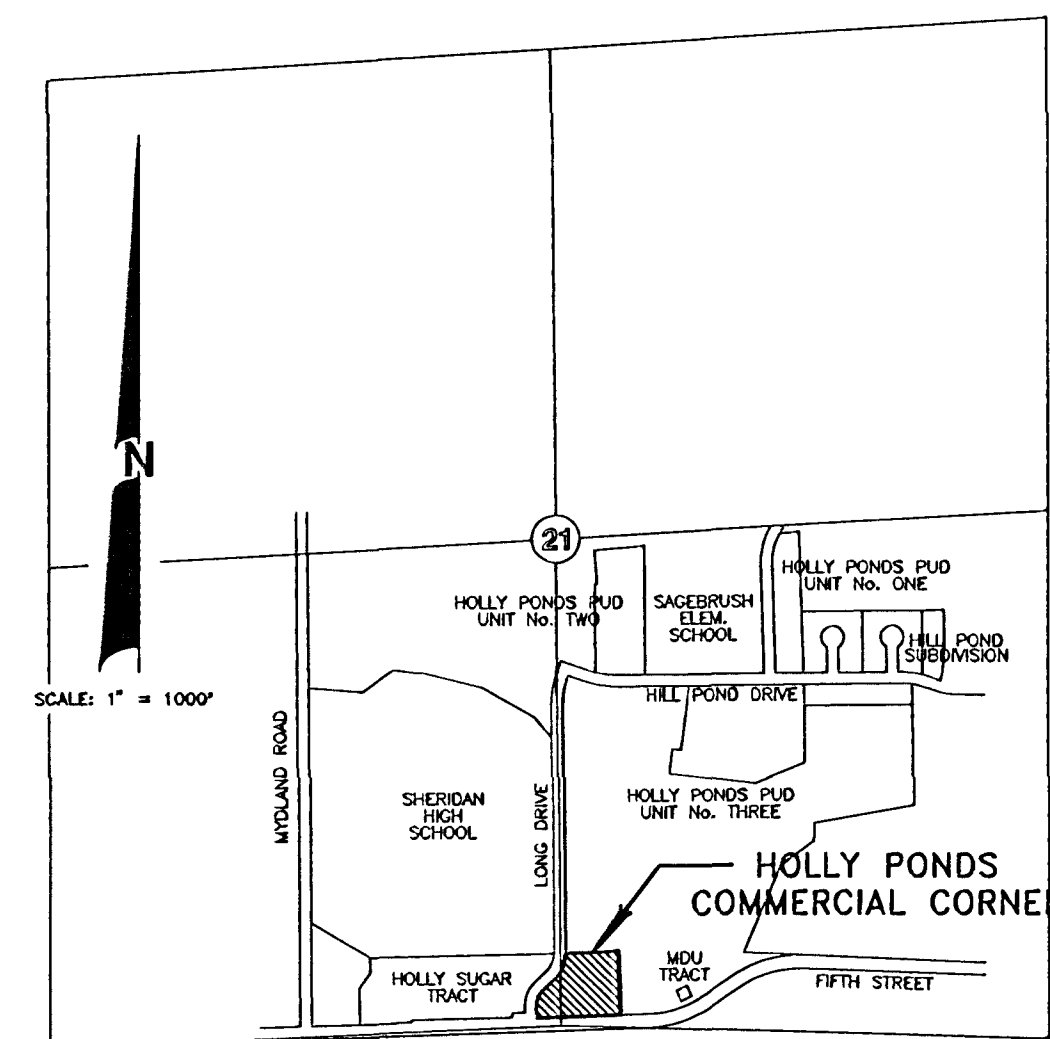 N
21
HOLLY PONDS PUD
UNIT No. ONE
HOLLY PONDS PUD
UNIT No. TWO
SAGEBRUSH
ELEM.
SCHOOL
HILL POND
SUBDIVISION
SCALE: 1" = 1000'
HILL POND DRIVE
MYDLAND ROAD
SHERIDAN
HIGH
SCHOOL
LONG DRIVE
HOLLY PONDS PUD
UNIT No. THREE
HOLLY PONDS
COMMERCIAL CORNE
MDU
TRACT
HOLLY SUGAR
TRACT
FIFTH STREET